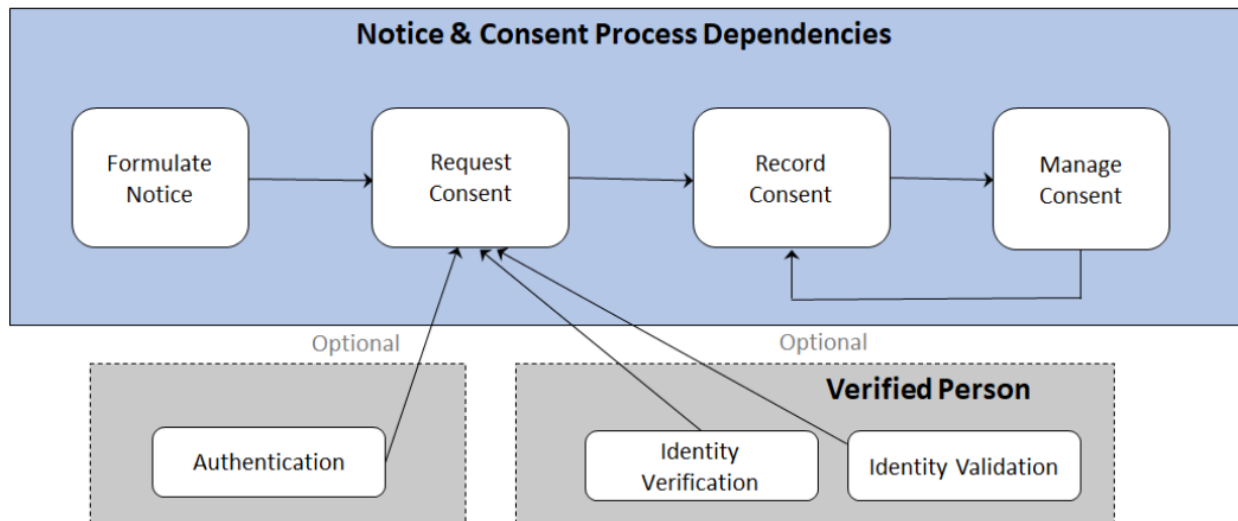 Notice & Consent Process Dependencies
Formulate
Notice
Request
Consent
Record
Consent
Manage
Consent
Optional
Optional
Verified Person
Authentication
Identity
Verification
Identity Validation